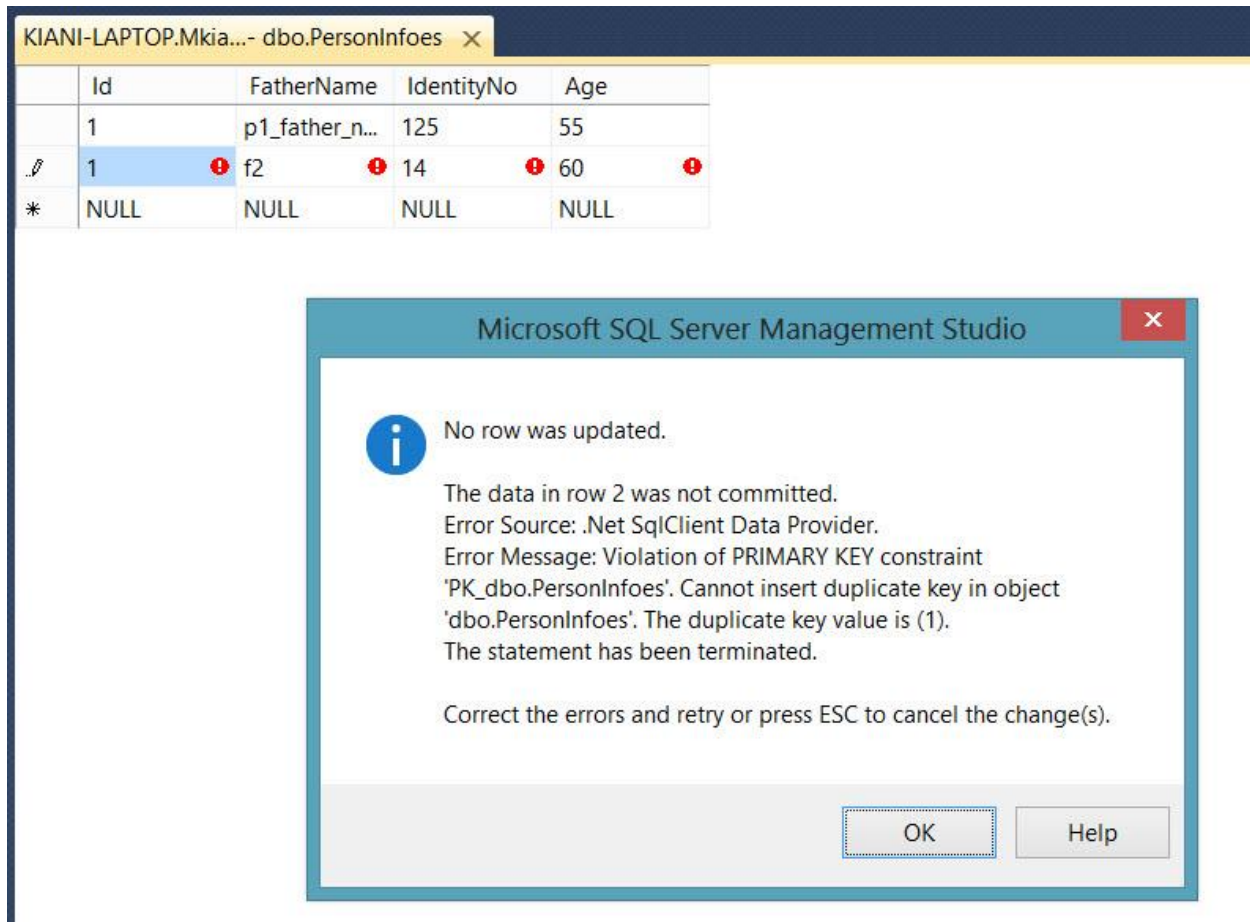 KIANI-LAPTOP.Mkia...- dbo.PersonInfoes
Id FatherName IdentityNo Age
1 p1_father_n... 125 55
1 f2 14 60
NULL NULL NULL NULL
Microsoft SQL Server Management Studio
No row was updated.
The data in row 2 was not committed.
Error Source: .Net SqlClient Data Provider.
Error Message: Violation of PRIMARY KEY constraint
'PK_dbo.PersonInfoes'. Cannot insert duplicate key in object
'dbo.PersonInfoes'. The duplicate key value is (1).
The statement has been terminated.
Correct the errors and retry or press ESC to cancel the change(s).
OK Help